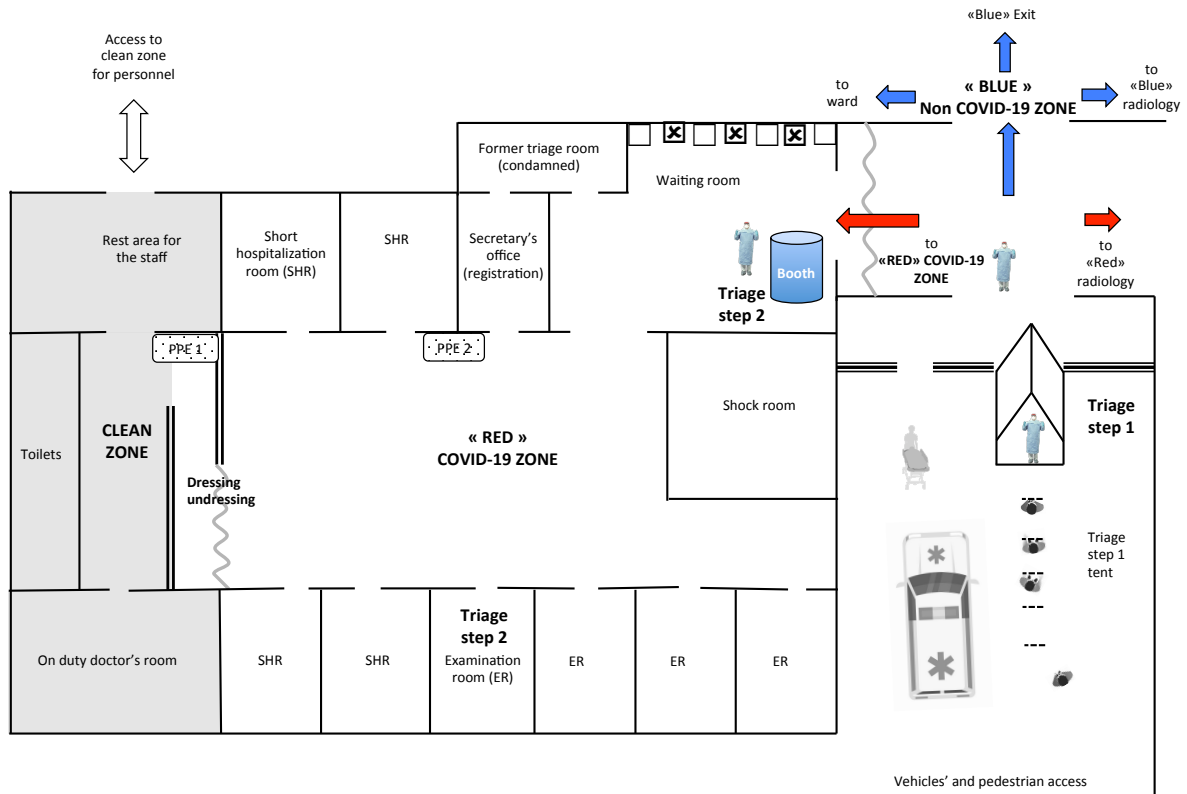 «Blue» Exit
Access to
clean zone
for personnel
to
ward
« BLUE »
Non COVID-19 ZONE
to
«Blue»
radiology
Former triage room
(condamned)
Waiting room
Rest area for
the staff
Short
hospitalization
room (SHR)
SHR
Secretary's
office
(registration)
Booth
Triage
step 2
to
«RED» COVID-19
ZONE
to
«Red»
radiology
PPE 1
PPE 2
Toilets
CLEAN
ZONE
Dressing
undressing
« RED »
COVID-19 ZONE
Shock room
Triage
step 1
Triage
step 1
tent
On duty doctor's room
SHR
SHR
Triage
step 2
Examination
room (ER)
ER
ER
ER
Vehicles' and pedestrian access